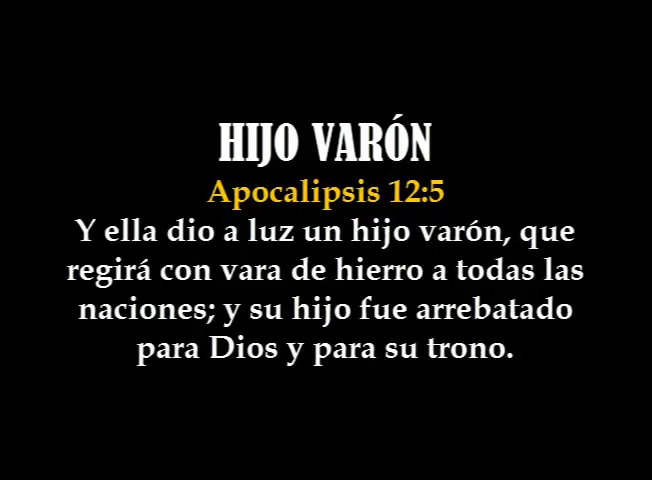 HIJO VARÓN
Apocalipsis 12:5
Y ella dio a luz un hijo varón, que
regirá con vara de hierro a todas las
naciones; y su hijo fue arrebatado
para Dios y para su trono.